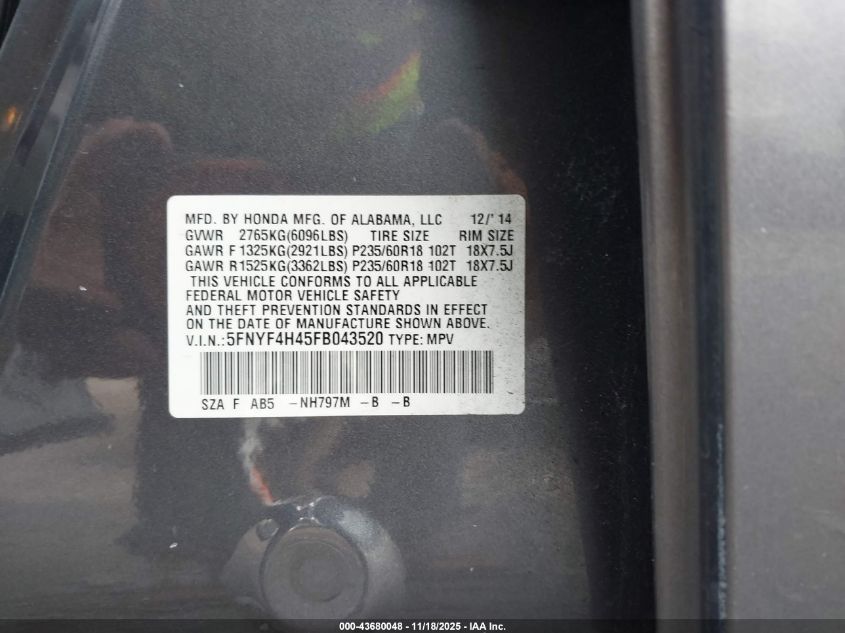 MFD. BY HONDA MFG. OF ALABAMA, LLC 12/'14
GVWR 2765KG(6096LBS) TIRE SIZE RIM SIZE
GAWR F1325KG(2921LBS) P235/60R18 102T 18X7.5J
GAWR R1525KG(3362LBS) P235/60R18 102T 18X7.5J
THIS VEHICLE CONFORMS TO ALL APPLICABLE
FEDERAL MOTOR VEHICLE SAFETY
AND THEFT PREVENTION STANDARDS IN EFFECT
ON THE DATE OF MANUFACTURE SHOWN ABOVE.
V.I.N.:5FNYF4H45FB043520 TYPE: MPV
SZA F AB5 -NH797M -B -B
000-43680048 - 11/18/2025 - IAA Inc.